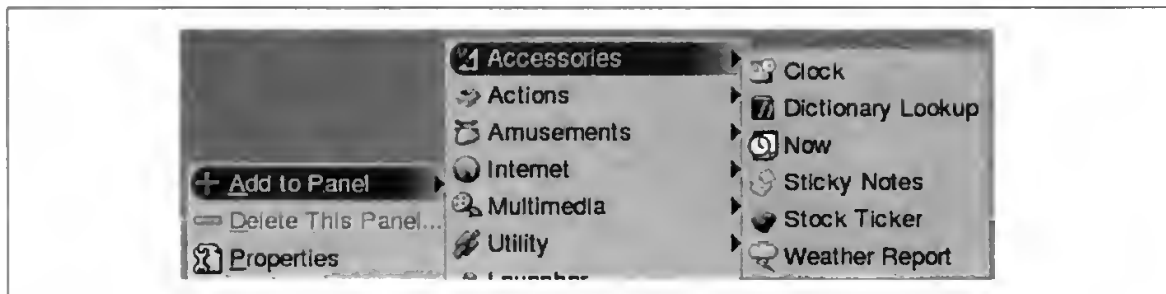 Add to Panel
Delete This Panel...
Properties
Accessories
Actions
Amusements
Internet
Multimedia
Utility
Clock
Dictionary Lookup
Now
Sticky Notes
Stock Ticker
Weather Report